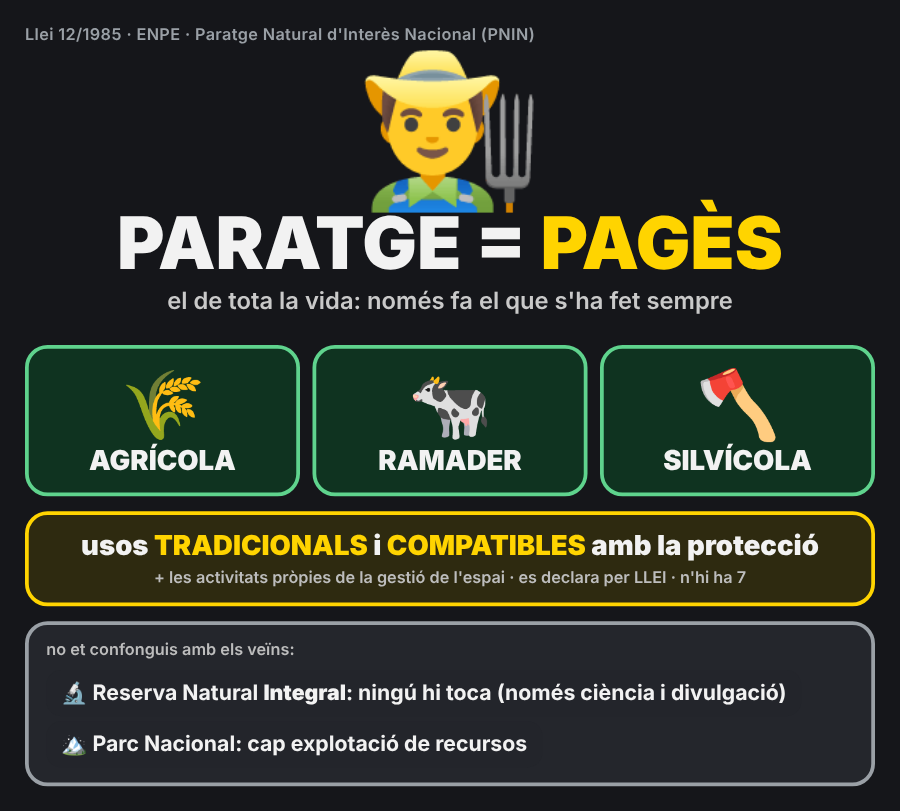 Llei 12/1985 · ENPE · Paratge Natural d'Interès Nacional (PNIN)
PARATGE = PAGÈS
el de tota la vida: només fa el que s'ha fet sempre
AGRÍCOLA
RAMADER
SILVÍCOLA
usos TRADICIONALS i COMPATIBLES amb la protecció
+ les activitats pròpies de la gestió de l'espai · es declara per LLEI · n'hi ha 7
no et confonguis amb els veïns:
Reserva Natural Integral: ningú hi toca (només ciència i divulgació)
Parc Nacional: cap explotació de recursos